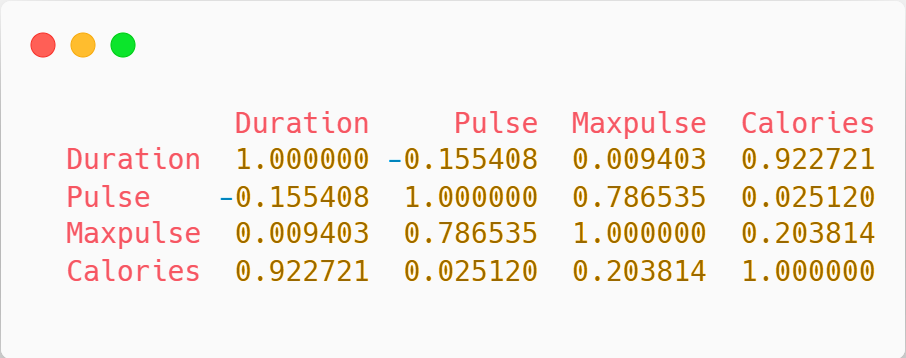 Duration Pulse Maxpulse Calories
Duration 1.000000 -0.155408 0.009403 0.922721
Pulse -0.155408 1.000000 0.786535 0.025120
Maxpulse 0.009403 0.786535 1.000000 0.203814
Calories 0.922721 0.025120 0.203814 1.000000